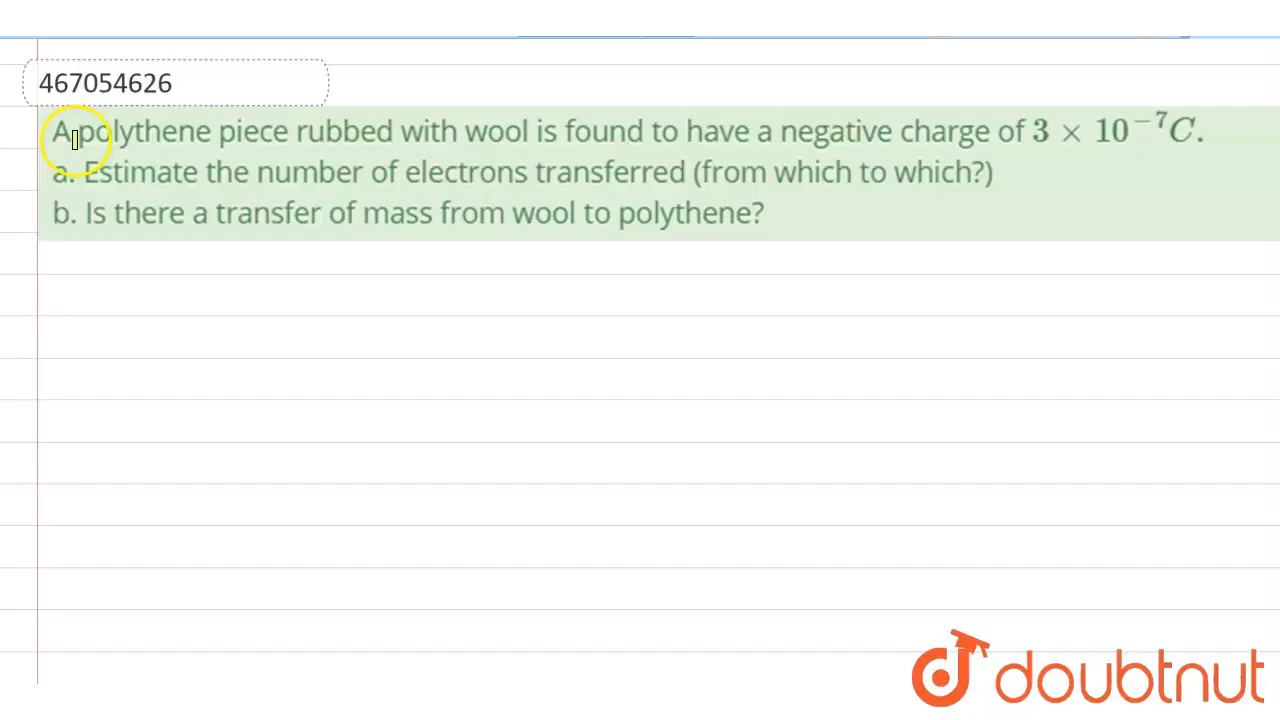 467054626
A polythene piece rubbed with wool is found to have a negative charge of 3 × 10⁻⁷C.
a. Estimate the number of electrons transferred (from which to which?)
b. Is there a transfer of mass from wool to polythene?
doubtnut